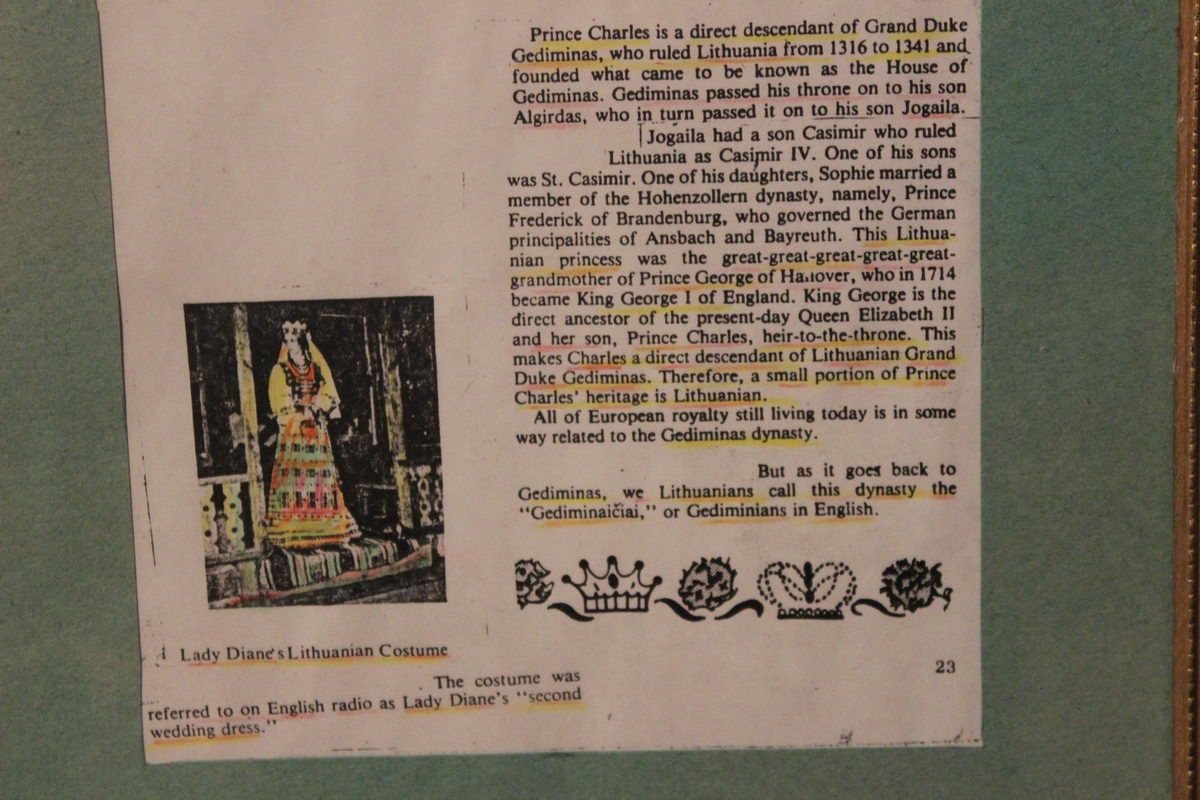 Prince Charles is a direct descendant of Grand Duke
Gediminas, who ruled Lithuania from 1316 to 1341 and
founded what came to be known as the House of
Gediminas. Gediminas passed his throne on to his son
Algirdas, who in turn passed it on to his son Jogaila.
Jogaila had a son Casimir who ruled
Lithuania as Casimir IV. One of his sons
was St. Casimir. One of his daughters, Sophie married a
member of the Hohenzollern dynasty, namely, Prince
Frederick of Brandenburg, who governed the German
principalities of Ansbach and Bayreuth. This Lithua-
nian princess was the great-great-great-great-great-
grandmother of Prince George of Hanover, who in 1714
became King George I of England. King George is the
direct ancestor of the present-day Queen Elizabeth II
and her son, Prince Charles, heir-to-the-throne. This
makes Charles a direct descendant of Lithuanian Grand
Duke Gediminas. Therefore, a small portion of Prince
Charles' heritage is Lithuanian.
All of European royalty still living today is in some
way related to the Gediminas dynasty.
But as it goes back to
Gediminas, we Lithuanians call this dynasty the
"Gediminaičiai," or Gediminians in English.
23
Lady Diane's Lithuanian Costume
The costume was
referred to on English radio as Lady Diane's "second
wedding dress."